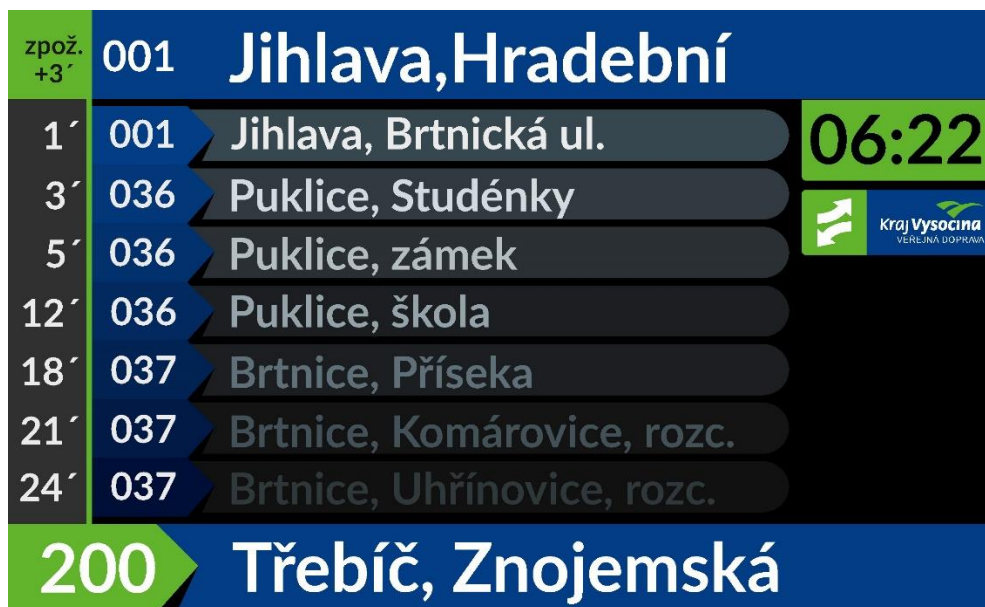 zpož.
+3´ 001 Jihlava,Hradební
1´ 001 Jihlava, Brtnická ul.
06:22
3´ 036 Puklice, Studénky
Kraj Vysočina
VEŘEJNÁ DOPRAVA
5´ 036 Puklice, zámek
12´ 036 Puklice, škola
18´ 037 Brtnice, Příseka
21´ 037 Brtnice, Komárovice, rozc.
24´ 037 Brtnice, Uhřínovice, rozc.
200 Třebíč, Znojemská